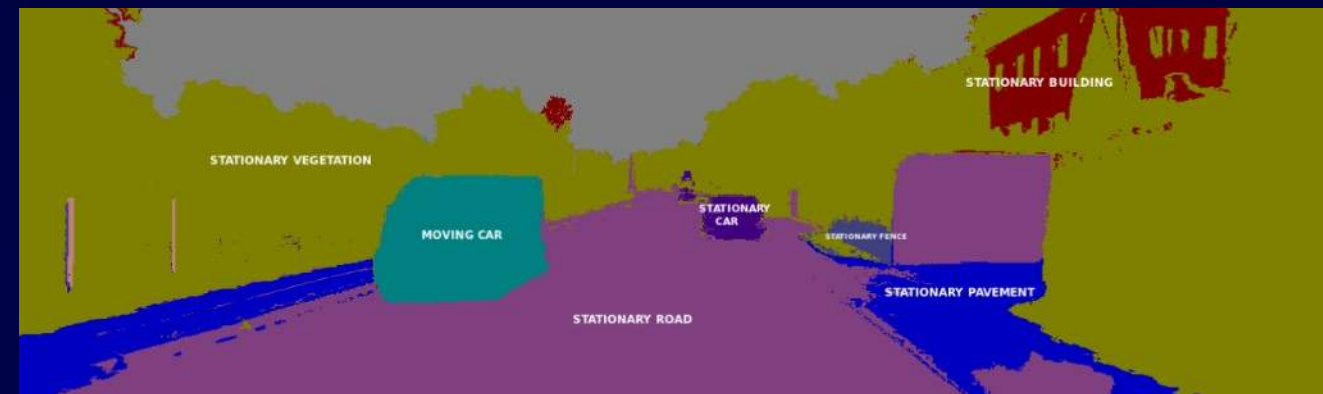 STATIONARY BUILDING
STATIONARY VEGETATION
STATIONARY
CAR
MOVING CAR
STATIONARY FENCE
STATIONARY PAVEMENT
STATIONARY ROAD